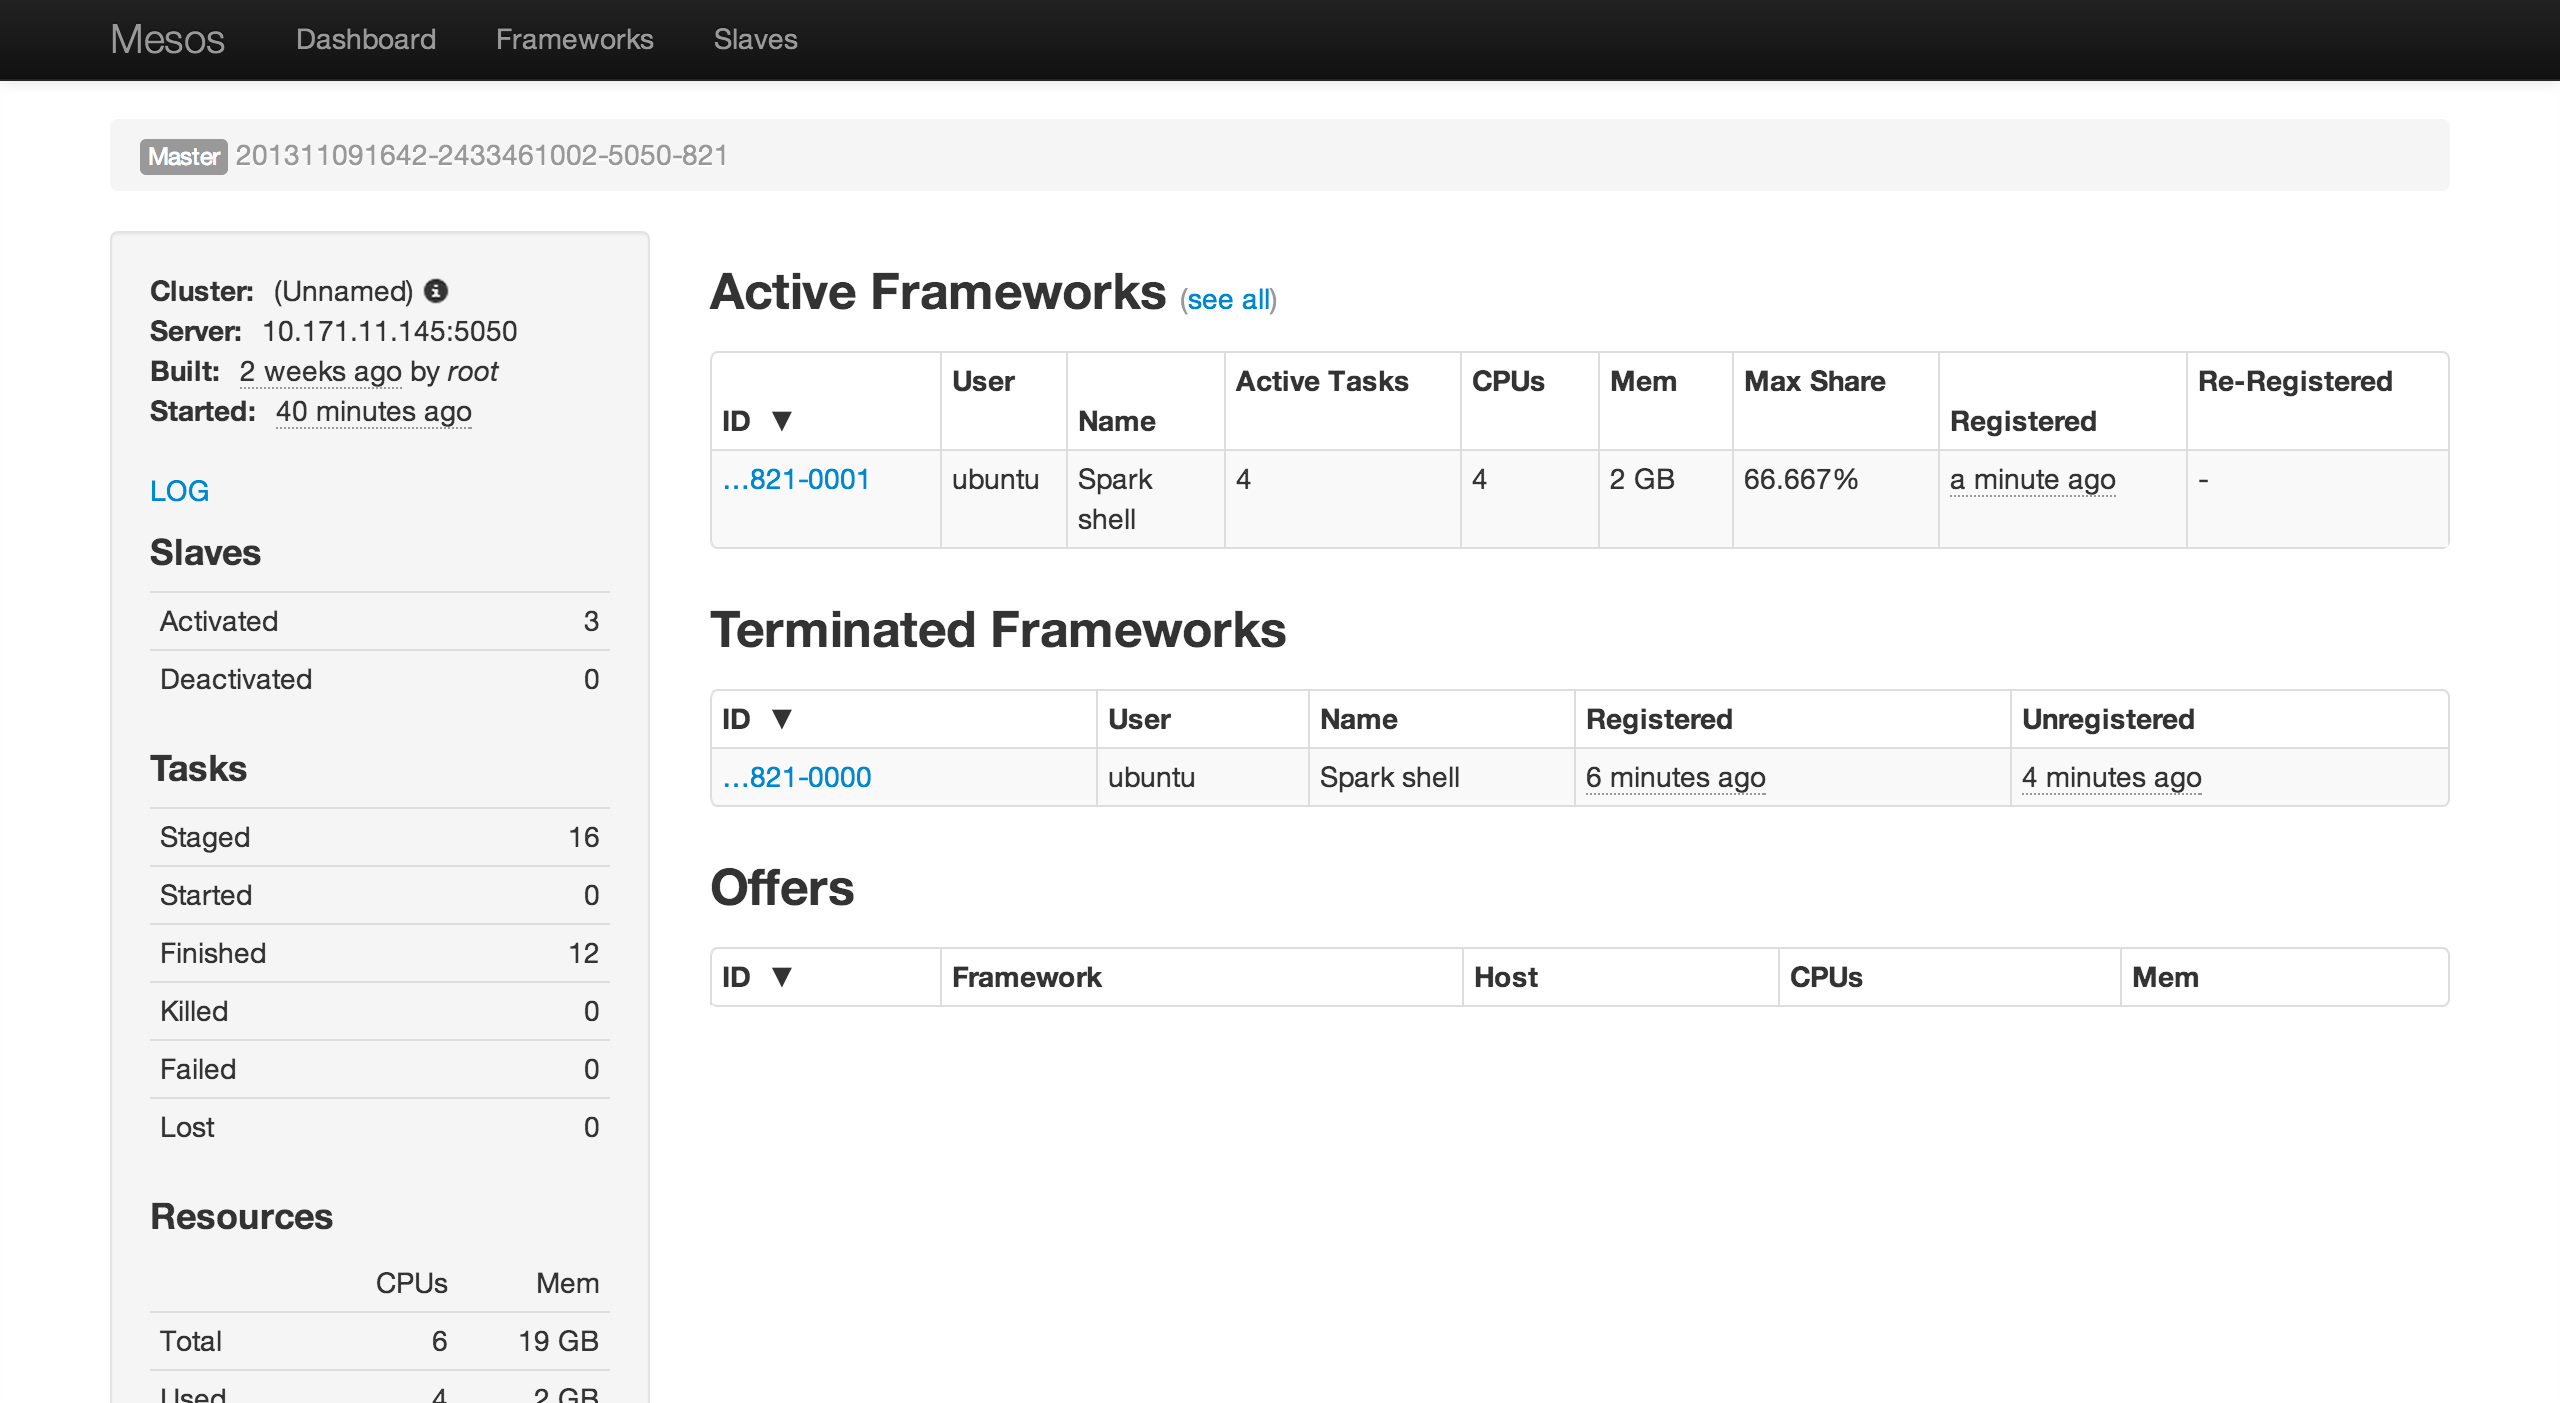 Mesos Dashboard Frameworks Slaves
Master 201311091642-2433461002-5050-821
Cluster: (Unnamed)
Server: 10.171.11.145:5050
Built: 2 weeks ago by root
Started: 40 minutes ago
LOG
Slaves
Activated 3
Deactivated 0
Tasks
Staged 16
Started 0
Finished 12
Killed 0
Failed 0
Lost 0
Resources
CPUs Mem
Total 6 19 GB
Used 4 2 GB
Active Frameworks (see all)
ID ▼ User Name Active Tasks CPUs Mem Max Share Registered Re-Registered
...821-0001 ubuntu Spark 4 4 2 GB 66.667% a minute ago -
shell
Terminated Frameworks
ID ▼ User Name Registered Unregistered
...821-0000 ubuntu Spark shell 6 minutes ago 4 minutes ago
Offers
ID ▼ Framework Host CPUs Mem